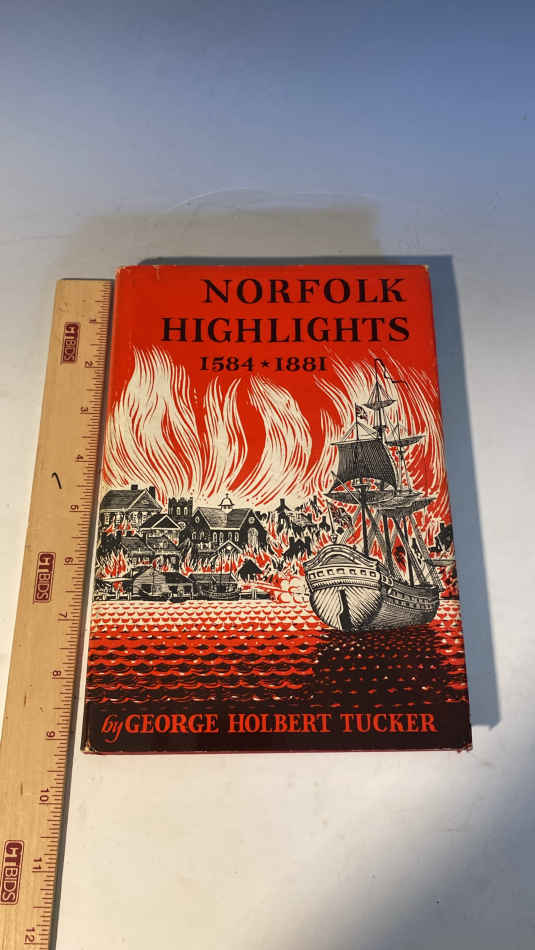 NORFOLK
HIGHLIGHTS
1584 ★ 1881
by GEORGE HOLBERT TUCKER
1
CTBIDS
2
3
4
5
CTBIDS
6
7
8
9
10
CTBIDS
11
12